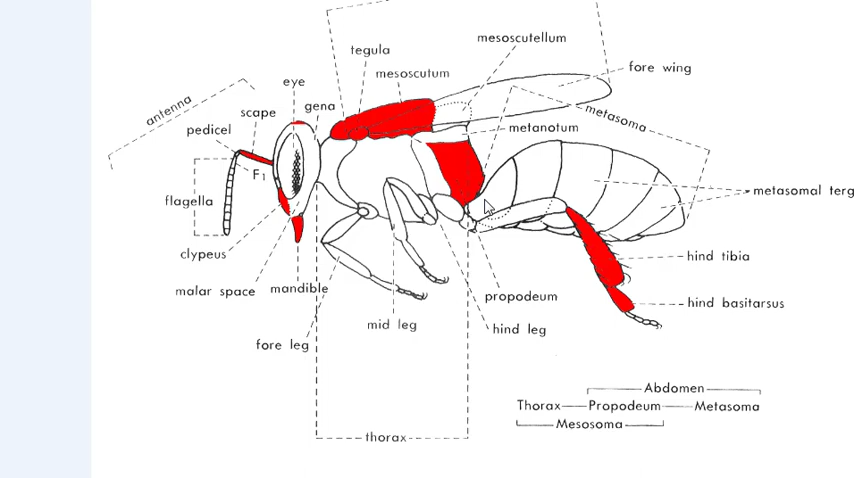 mesoscutellum
tegula
fore wing
mesoscutum
eye
antenna
gena
scape
mesoma
metanotum
pedicel
F1
flagella
metasomal terg
clypeus
hind tibia
malar space
mandible
propodeum
hind basitarsus
mid leg
hind leg
fore leg
Abdomen
Thorax Propodeum Metasoma
Mesosoma
thorax